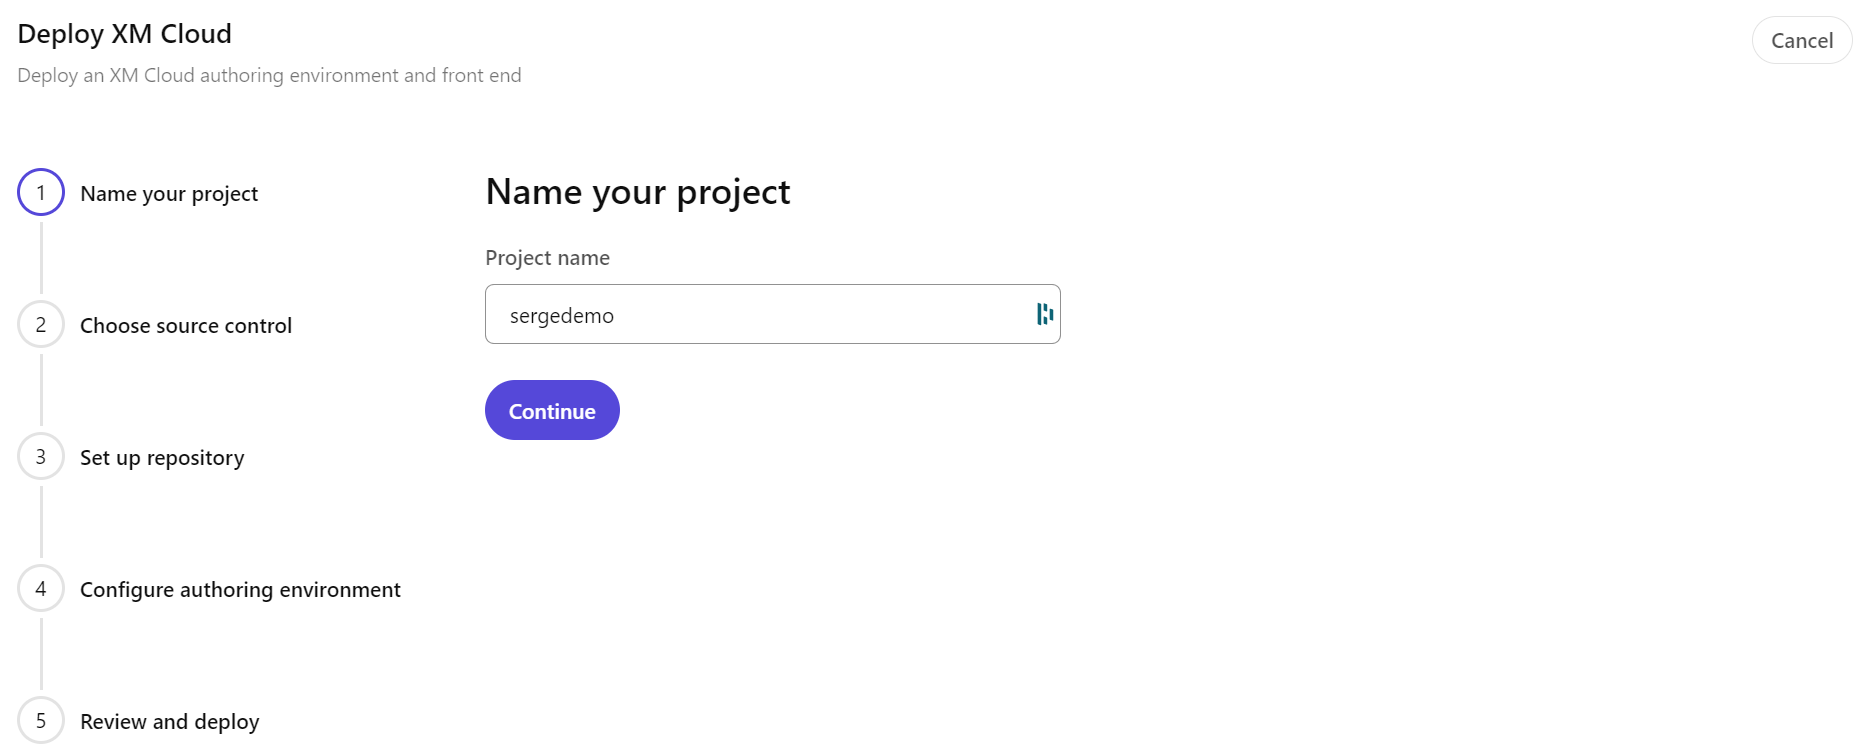 Deploy XM Cloud
Cancel
Deploy an XM Cloud authoring environment and front end
1 Name your project
Name your project
Project name
sergedemo
2 Choose source control
Continue
3 Set up repository
4 Configure authoring environment
5 Review and deploy